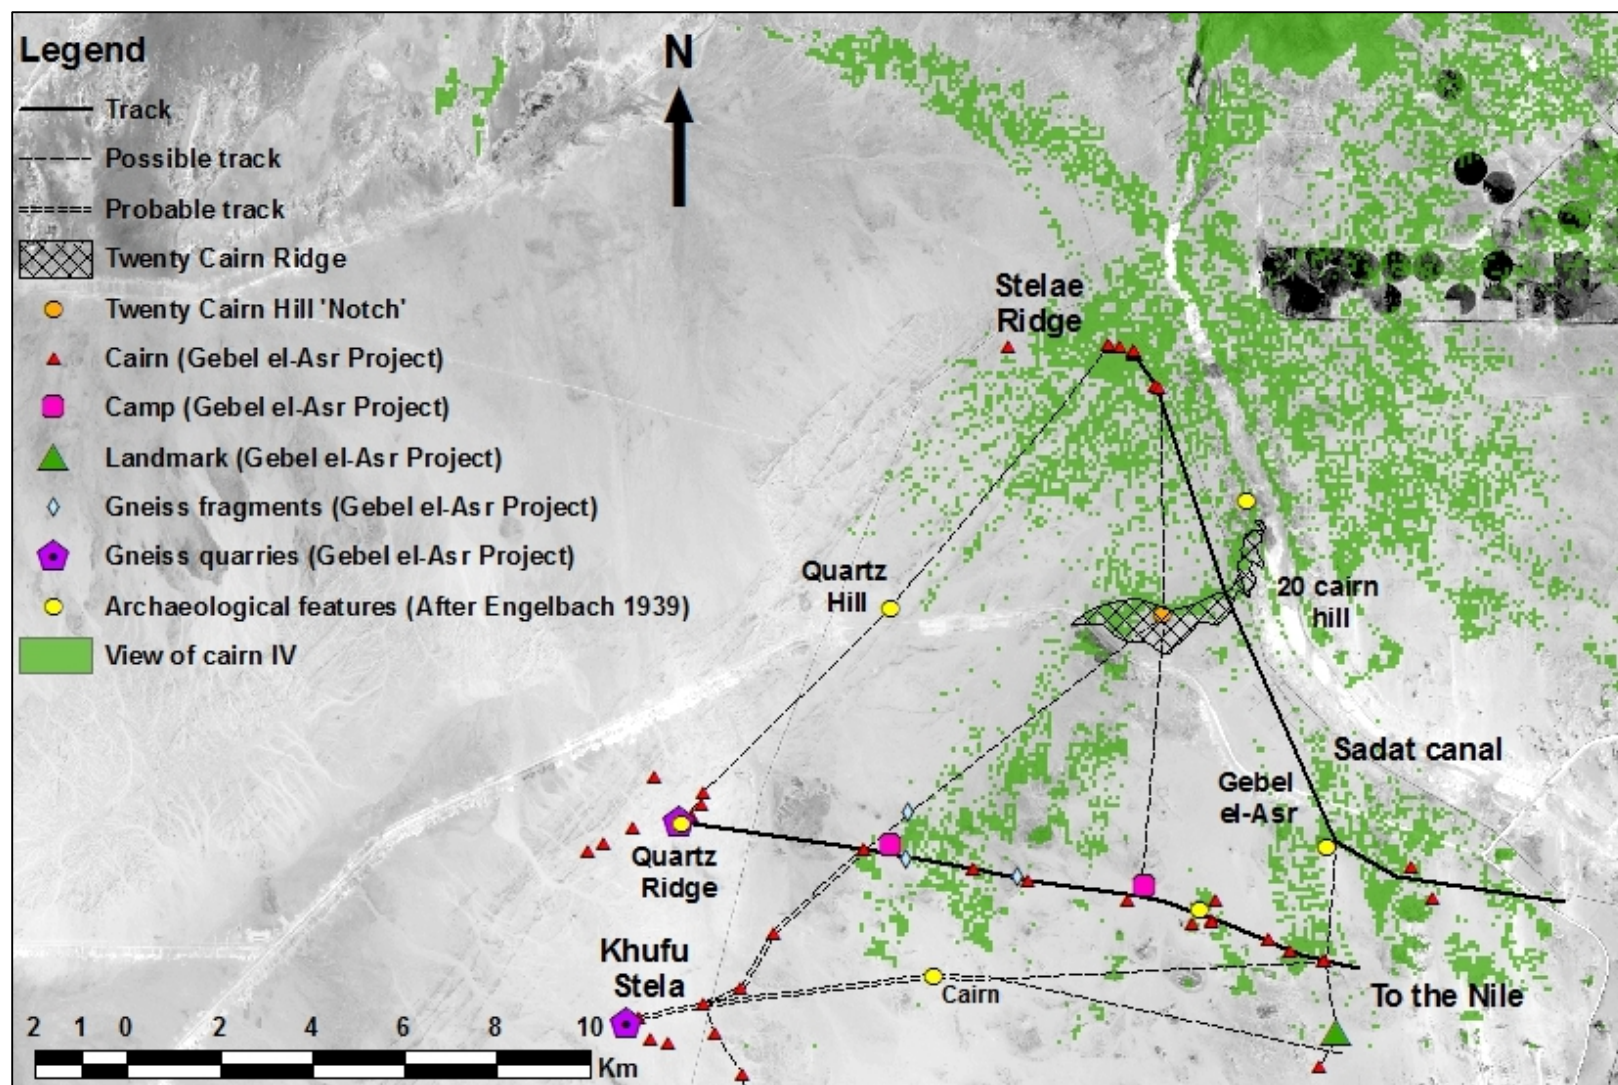 Legend
Track
Possible track
Probable track
Twenty Cairn Ridge
Twenty Cairn Hill 'Notch'
Cairn (Gebel el-Asr Project)
Camp (Gebel el-Asr Project)
Landmark (Gebel el-Asr Project)
Gneiss fragments (Gebel el-Asr Project)
Gneiss quarries (Gebel el-Asr Project)
Archaeological features (After Engelbach 1939)
View of cairn IV
N
Stelae
Ridge
Quartz
Hill
20 cairn
hill
Sadat canal
Gebel
el-Asr
Quartz
Ridge
Khufu
Stela
Cairn
To the Nile
2 1 0 2 4 6 8 10
Km